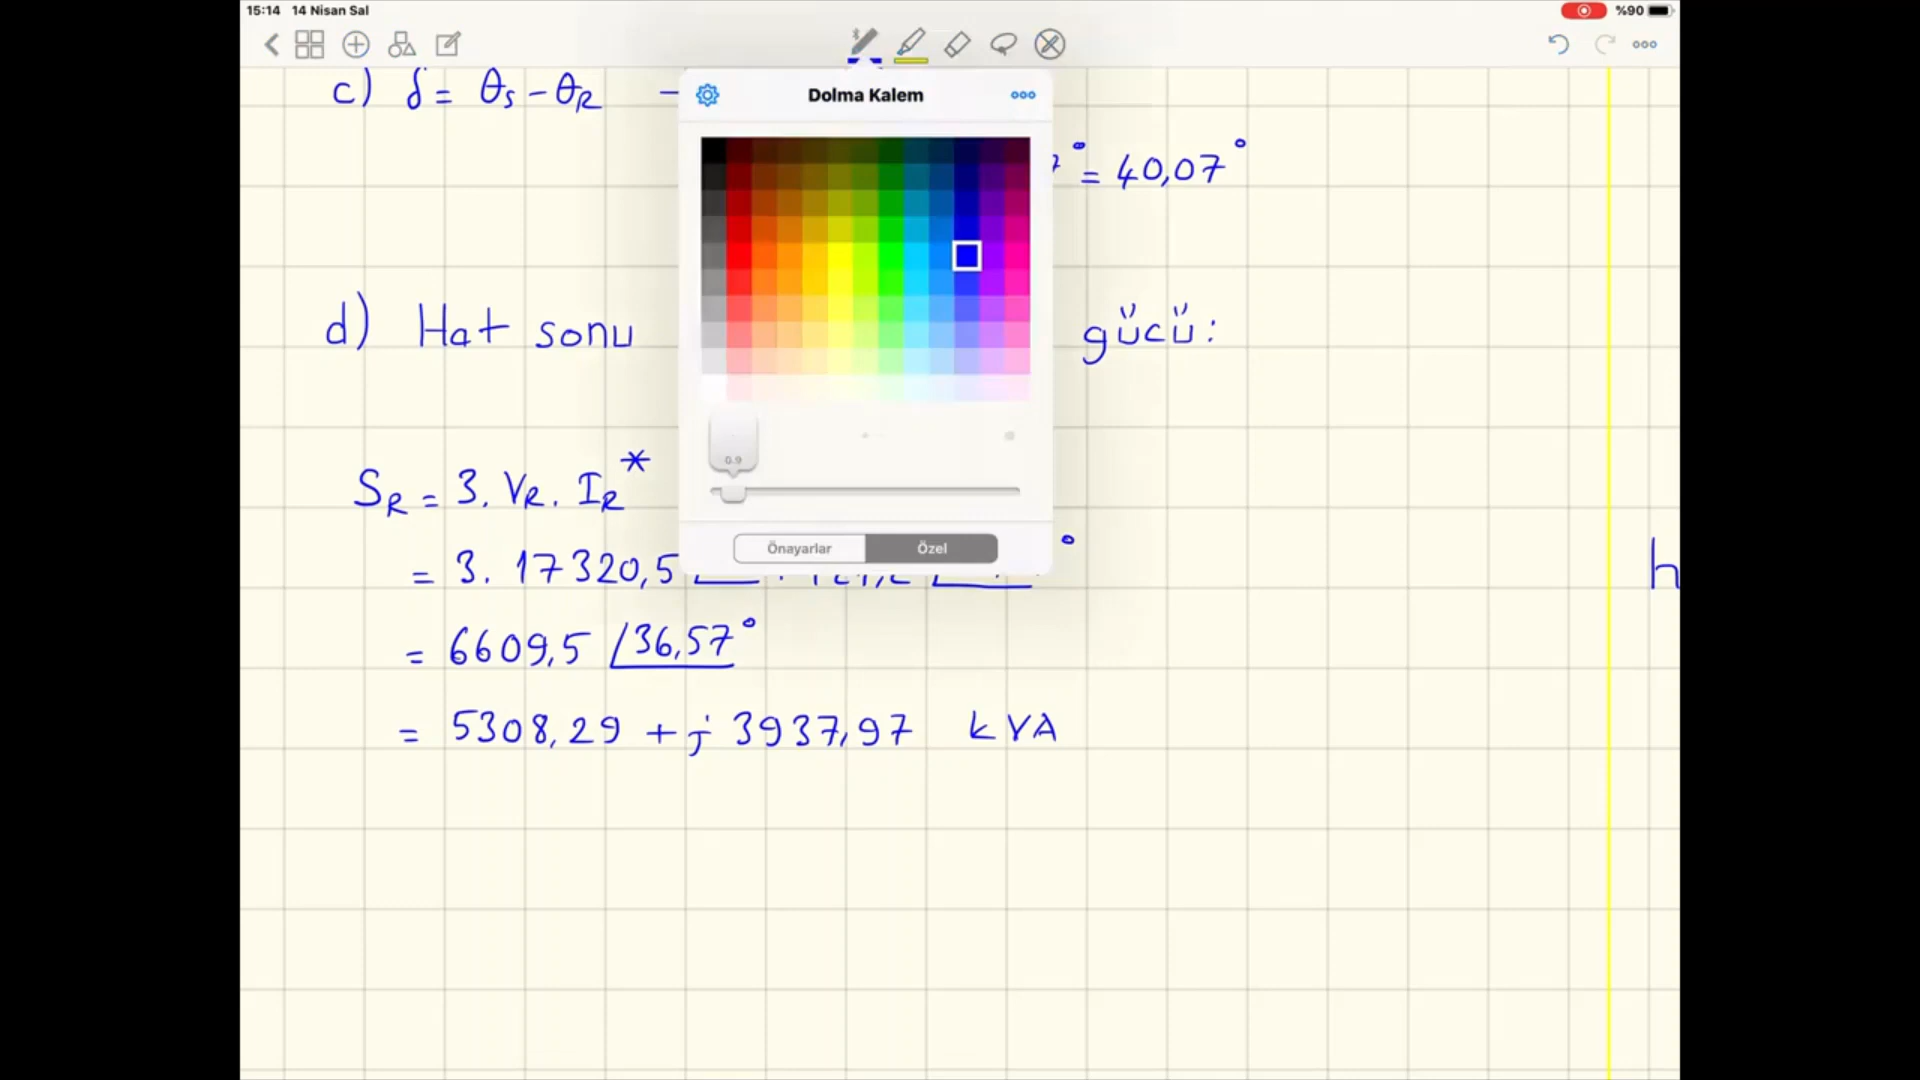 15:14 14 Nisan Sal %90
Dolma Kalem
c) δ = θS - θR
° = 40,07°
d) Hat sonu gücü:
0.9
SR = 3. VR. IR*
Önayarlar Özel
= 3. 17320,5
h
= 6609,5 /36,57°
= 5308,29 + j 3937,97 kVA